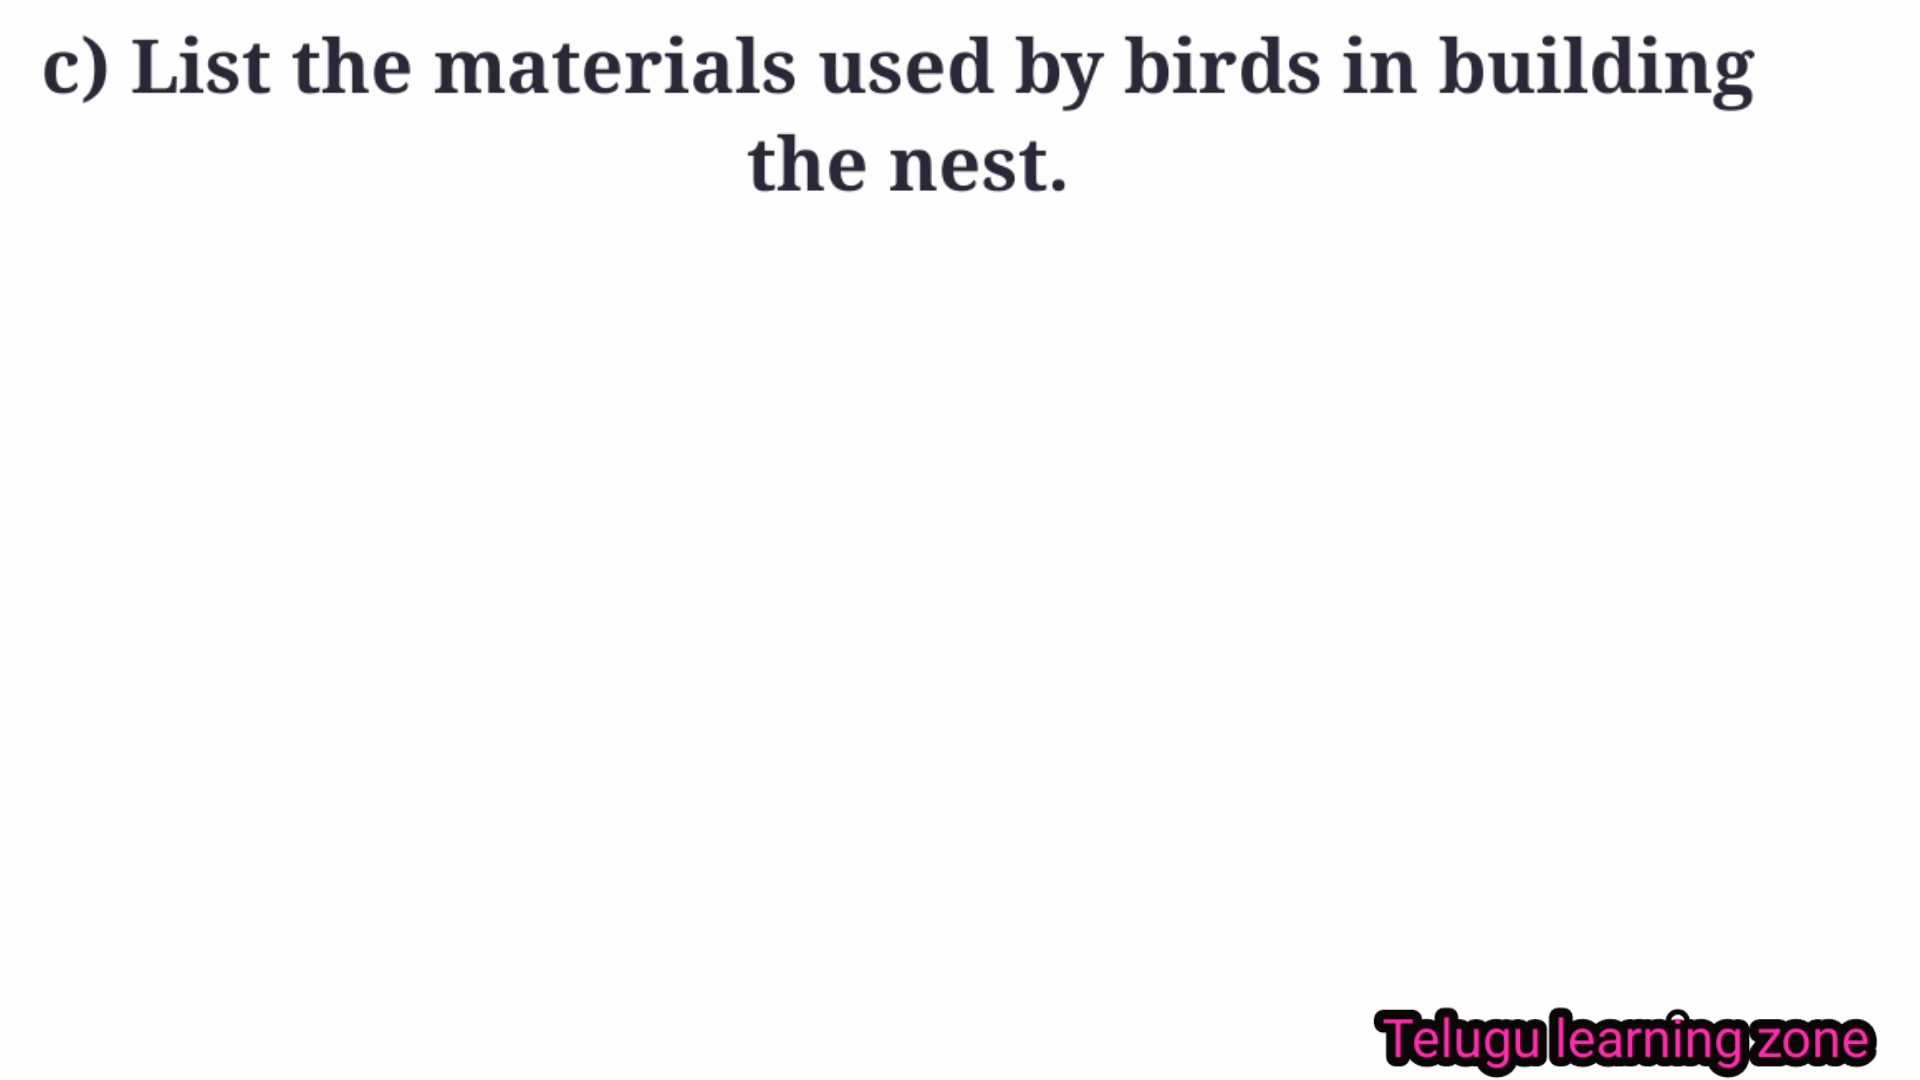 c) List the materials used by birds in building
the nest.
Telugu learning zone